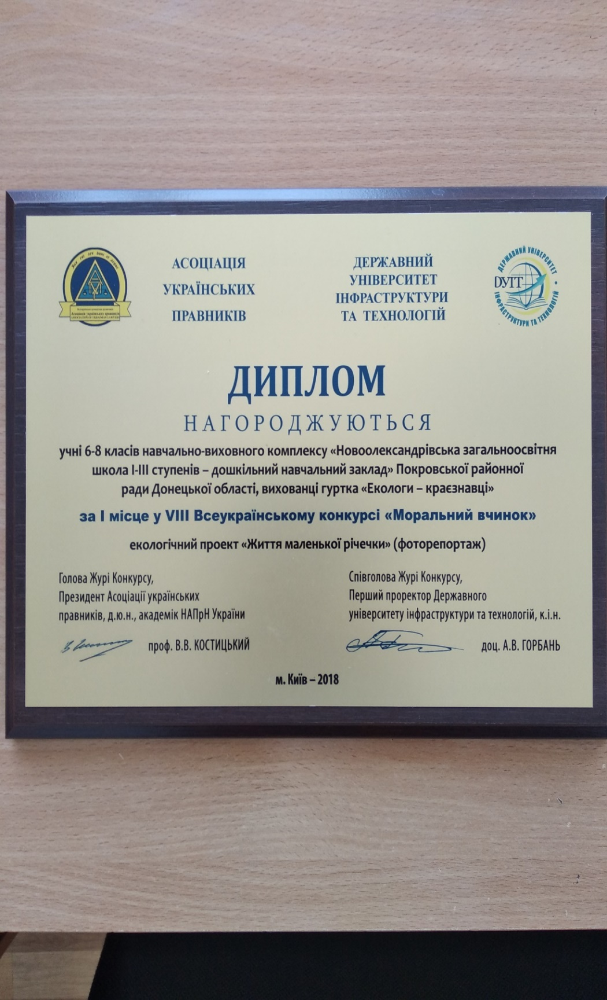 АСОЦІАЦІЯ
УКРАЇНСЬКИХ
ПРАВНИКІВ
ДЕРЖАВНИЙ
УНІВЕРСИТЕТ
ІНФРАСТРУКТУРИ
ТА ТЕХНОЛОГІЙ
Асоціація українських правників
ДЕРЖАВНИЙ УНІВЕРСИТЕТ
ДУІТ
ІНФРАСТРУКТУРИ ТА ТЕХНОЛОГІЙ
ДИПЛОМ
НАГОРОДЖУЮТЬСЯ
учні 6-8 класів навчально-виховного комплексу «Новоолександрівська загальноосвітня
школа І-ІІІ ступенів – дошкільний навчальний заклад» Покровської районної
ради Донецької області, вихованці гуртка «Екологи – краєзнавці»
за І місце у VIII Всеукраїнському конкурсі «Моральний вчинок»
екологічний проект «Життя маленької річечки» (фоторепортаж)
Голова Журі Конкурсу,
Президент Асоціації українських
правників, д.ю.н., академік НАПрН України
проф. В.В. КОСТИЦЬКИЙ
Співголова Журі Конкурсу,
Перший проректор Державного
університету інфраструктури та технологій, к.і.н.
доц. А.В. ГОРБАНЬ
м. Київ – 2018